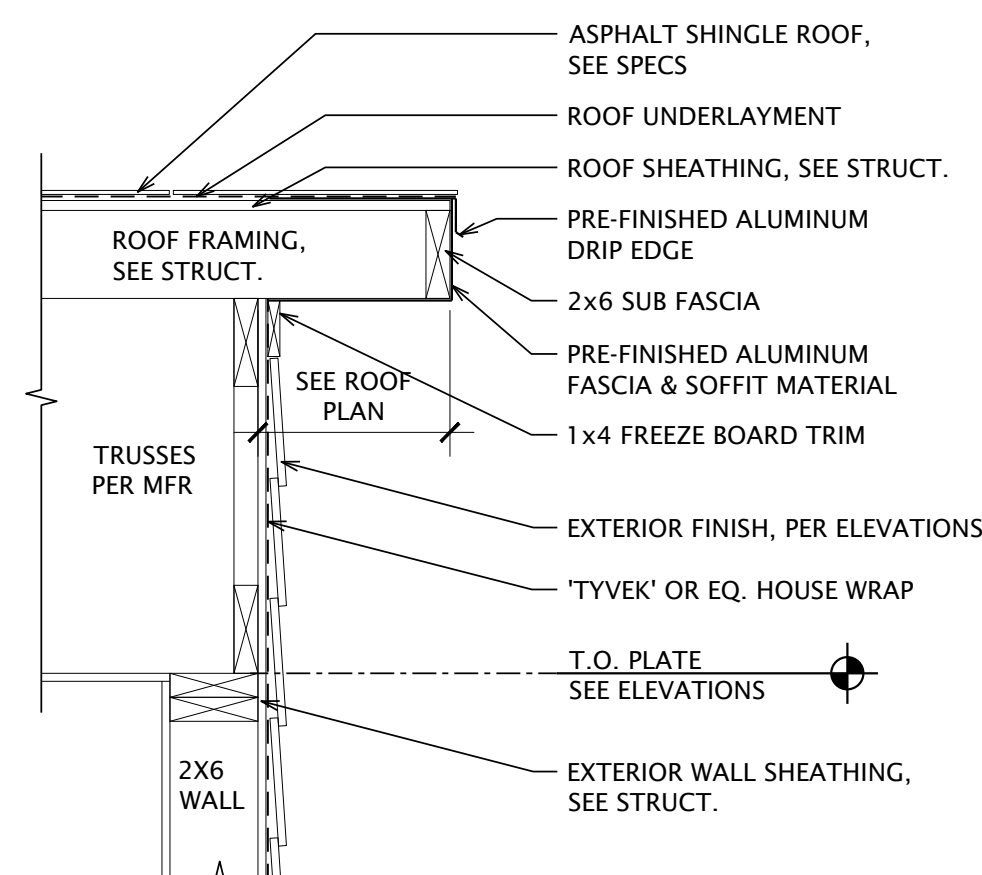 ASPHALT SHINGLE ROOF,
SEE SPECS
ROOF UNDERLAYMENT
ROOF SHEATHING, SEE STRUCT.
PRE-FINISHED ALUMINUM
DRIP EDGE
ROOF FRAMING,
SEE STRUCT.
2x6 SUB FASCIA
PRE-FINISHED ALUMINUM
FASCIA & SOFFIT MATERIAL
SEE ROOF
PLAN
1x4 FREEZE BOARD TRIM
TRUSSES
PER MFR
EXTERIOR FINISH, PER ELEVATIONS
'TYVEK' OR EQ. HOUSE WRAP
T.O. PLATE
SEE ELEVATIONS
2X6
WALL
EXTERIOR WALL SHEATHING,
SEE STRUCT.